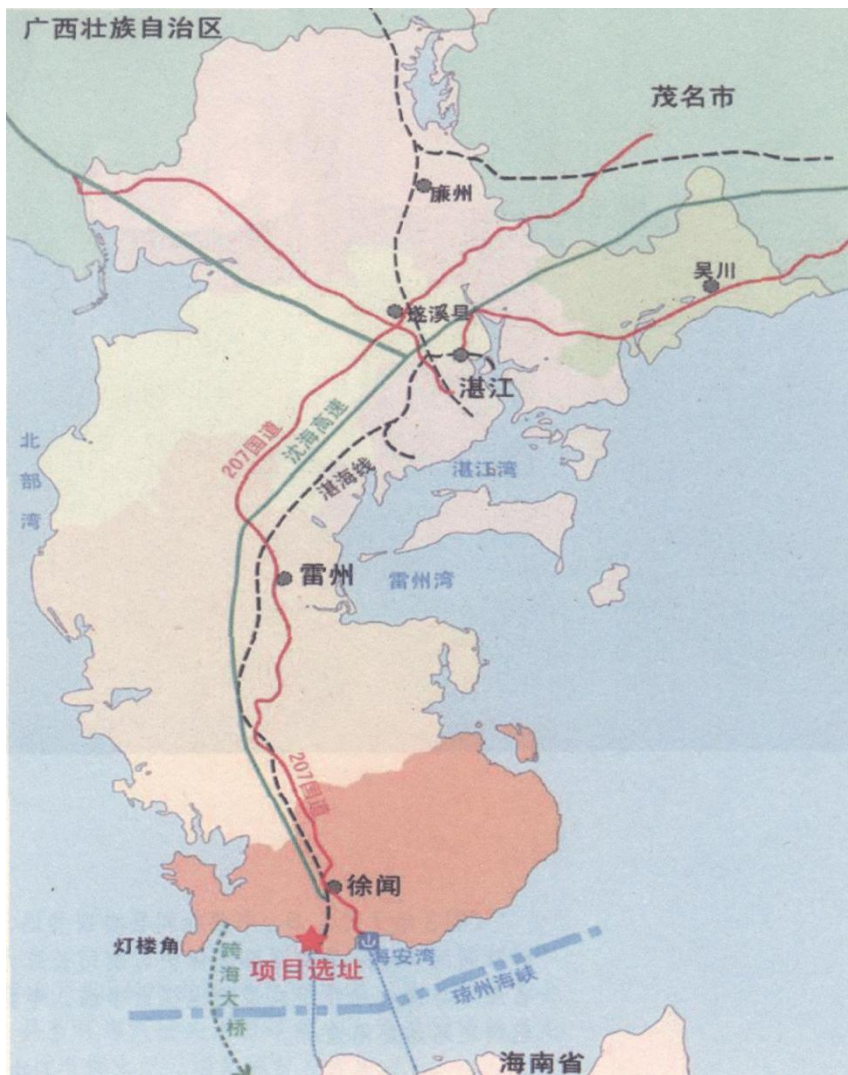 广西壮族自治区
茂名市
廉州
吴川
遂溪县
湛江
207国道
沈海高速
湛海线
北部湾
湛江湾
雷州
雷州湾
207国道
徐闻
灯楼角
跨海大桥
项目选址
海安湾
琼州海峡
海南省